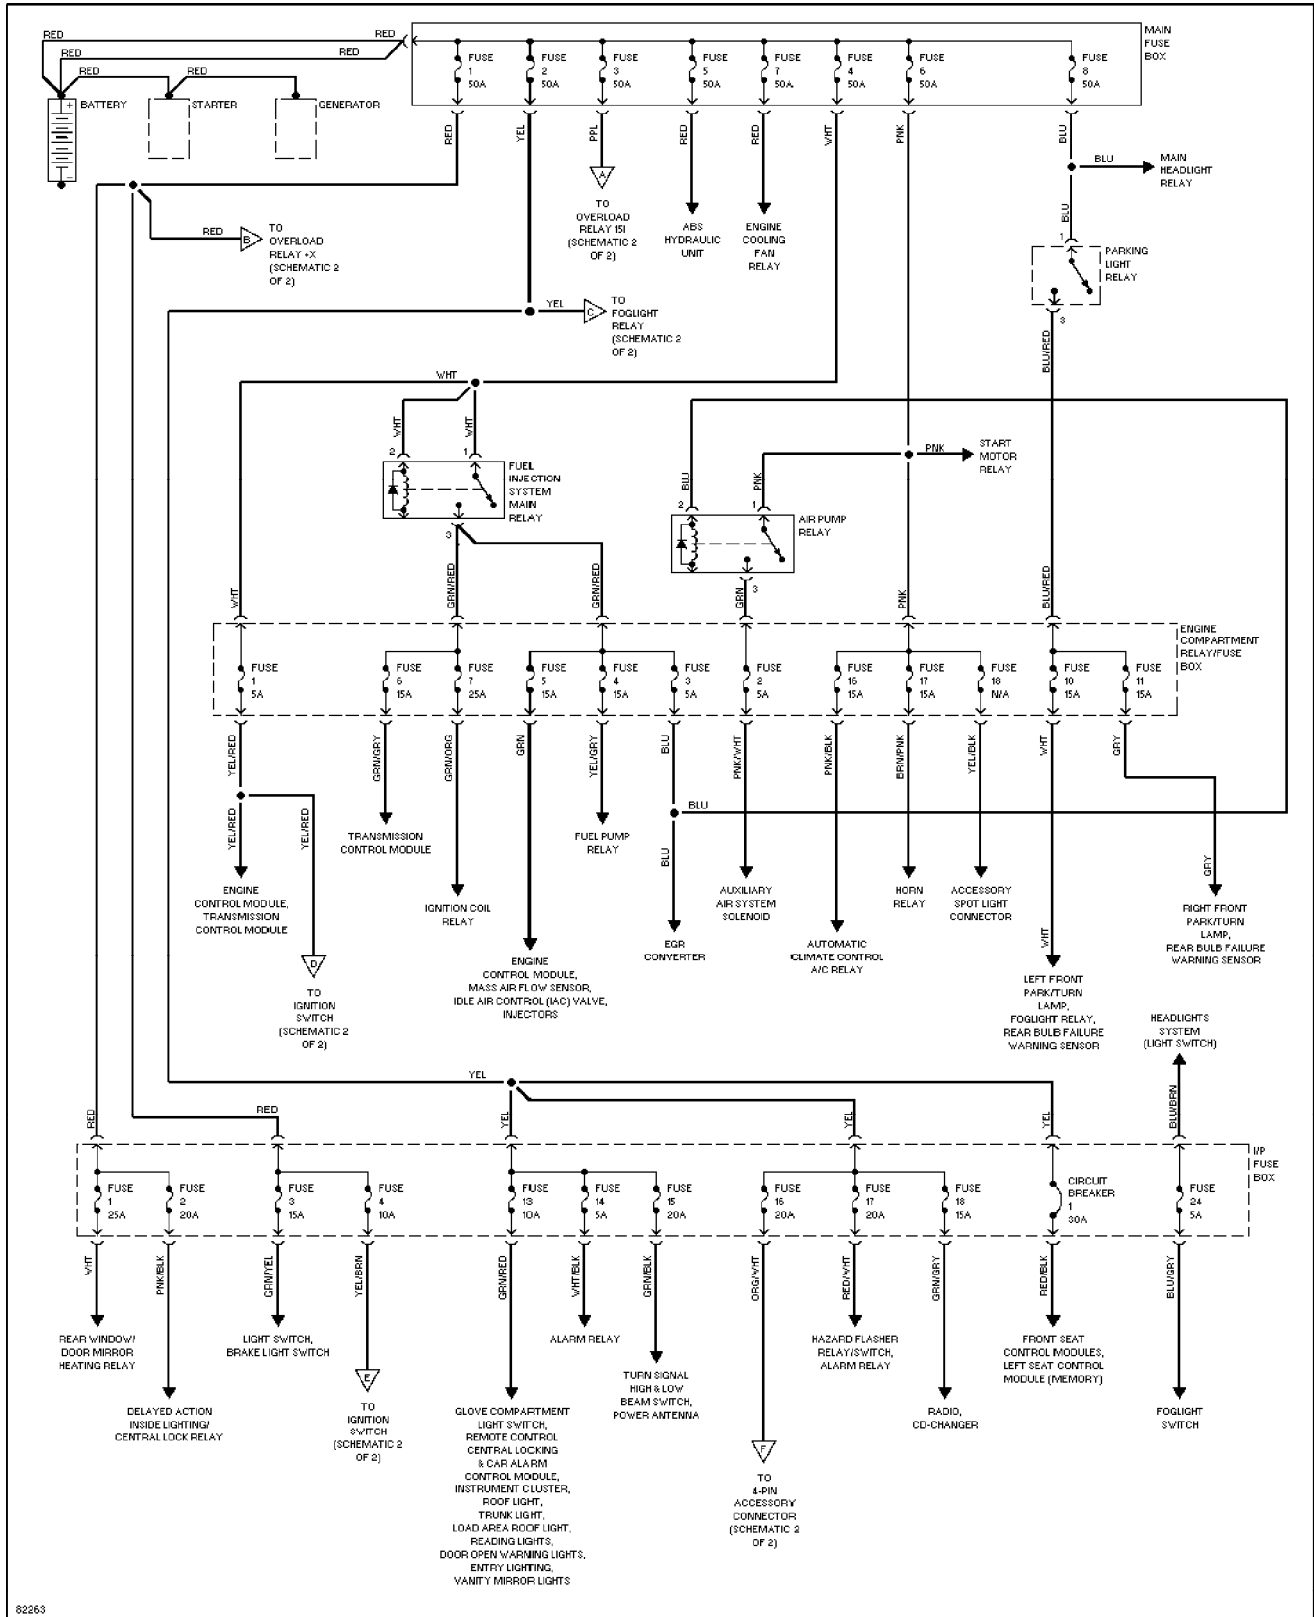 RED
RED
RED
RED
RED
RED
BATTERY
STARTER
GENERATOR
MAIN
FUSE
BOX
FUSE
1
50A
FUSE
2
50A
FUSE
3
50A
FUSE
5
50A
FUSE
7
50A
FUSE
4
50A
FUSE
6
50A
FUSE
8
50A
RED
YEL
PPL
RED
RED
WHT
PNK
BLU
BLU
MAIN
HEADLIGHT
RELAY
A
TO
OVERLOAD
RELAY 15I
(SCHEMATIC 2
OF 2)
ABS
HYDRAULIC
UNIT
ENGINE
COOLING
FAN
RELAY
BLU
1
PARKING
LIGHT
RELAY
3
RED
B
TO
OVERLOAD
RELAY +X
(SCHEMATIC 2
OF 2)
YEL
C
TO
FOGLIGHT
RELAY
(SCHEMATIC 2
OF 2)
BLU/RED
WHT
WHT
WHT
2
1
FUEL
INJECTION
SYSTEM
MAIN
RELAY
3
PNK
START
MOTOR
RELAY
BLU
PNK
2
1
AIR PUMP
RELAY
3
WHT
GRN/RED
GRN/RED
GRN
PNK
BLU/RED
ENGINE
COMPARTMENT
RELAY/FUSE
BOX
FUSE
1
5A
FUSE
6
15A
FUSE
7
25A
FUSE
5
15A
FUSE
4
15A
FUSE
3
5A
FUSE
2
5A
FUSE
16
15A
FUSE
17
15A
FUSE
18
N/A
FUSE
10
15A
FUSE
11
15A
YEL/RED
GRN/GRY
GRN/ORG
GRN
YEL/GRY
BLU
PNK/WHT
PNK/BLK
BRN/PNK
YEL/BLK
WHT
GRY
YEL/RED
YEL/RED
BLU
BLU
GRY
WHT
TRANSMISSION
CONTROL MODULE
FUEL PUMP
RELAY
ENGINE
CONTROL MODULE,
TRANSMISSION
CONTROL MODULE
IGNITION COIL
RELAY
AUXILIARY
AIR SYSTEM
SOLENOID
HORN
RELAY
ACCESSORY
SPOT LIGHT
CONNECTOR
RIGHT FRONT
PARK/TURN
LAMP,
REAR BULB FAILURE
WARNING SENSOR
EGR
CONVERTER
AUTOMATIC
CLIMATE CONTROL
A/C RELAY
D
TO
IGNITION
SWITCH
(SCHEMATIC 2
OF 2)
ENGINE
CONTROL MODULE,
MASS AIR FLOW SENSOR,
IDLE AIR CONTROL (IAC) VALVE,
INJECTORS
LEFT FRONT
PARK/TURN
LAMP,
FOGLIGHT RELAY,
REAR BULB FAILURE
WARNING SENSOR
HEADLIGHTS
SYSTEM
(LIGHT SWITCH)
YEL
RED
RED
YEL
YEL
YEL
BLU/BRN
I/P
FUSE
BOX
FUSE
1
25A
FUSE
2
20A
FUSE
3
15A
FUSE
4
10A
FUSE
13
10A
FUSE
14
5A
FUSE
15
20A
FUSE
16
20A
FUSE
17
20A
FUSE
18
15A
CIRCUIT
BREAKER
1
30A
FUSE
24
5A
WHT
PNK/BLK
GRN/YEL
YEL/BRN
GRN/RED
WHT/BLK
GRN/BLK
ORG/WHT
RED/WHT
GRN/GRY
RED/BLK
BLU/GRY
REAR WINDOW/
DOOR MIRROR
HEATING RELAY
LIGHT SWITCH,
BRAKE LIGHT SWITCH
ALARM RELAY
HAZARD FLASHER
RELAY/SWITCH,
ALARM RELAY
FRONT SEAT
CONTROL MODULES,
LEFT SEAT CONTROL
MODULE (MEMORY)
E
TURN SIGNAL
HIGH & LOW
BEAM SWITCH,
POWER ANTENNA
DELAYED ACTION
INSIDE LIGHTING/
CENTRAL LOCK RELAY
TO
IGNITION
SWITCH
(SCHEMATIC 2
OF 2)
GLOVE COMPARTMENT
LIGHT SWITCH,
REMOTE CONTROL
CENTRAL LOCKING
& CAR ALARM
CONTROL MODULE,
INSTRUMENT CLUSTER,
ROOF LIGHT,
TRUNK LIGHT,
LOAD AREA ROOF LIGHT,
READING LIGHTS,
DOOR OPEN WARNING LIGHTS,
ENTRY LIGHTING,
VANITY MIRROR LIGHTS
RADIO,
CD-CHANGER
FOGLIGHT
SWITCH
F
TO
4-PIN
ACCESSORY
CONNECTOR
(SCHEMATIC 2
OF 2)
82263